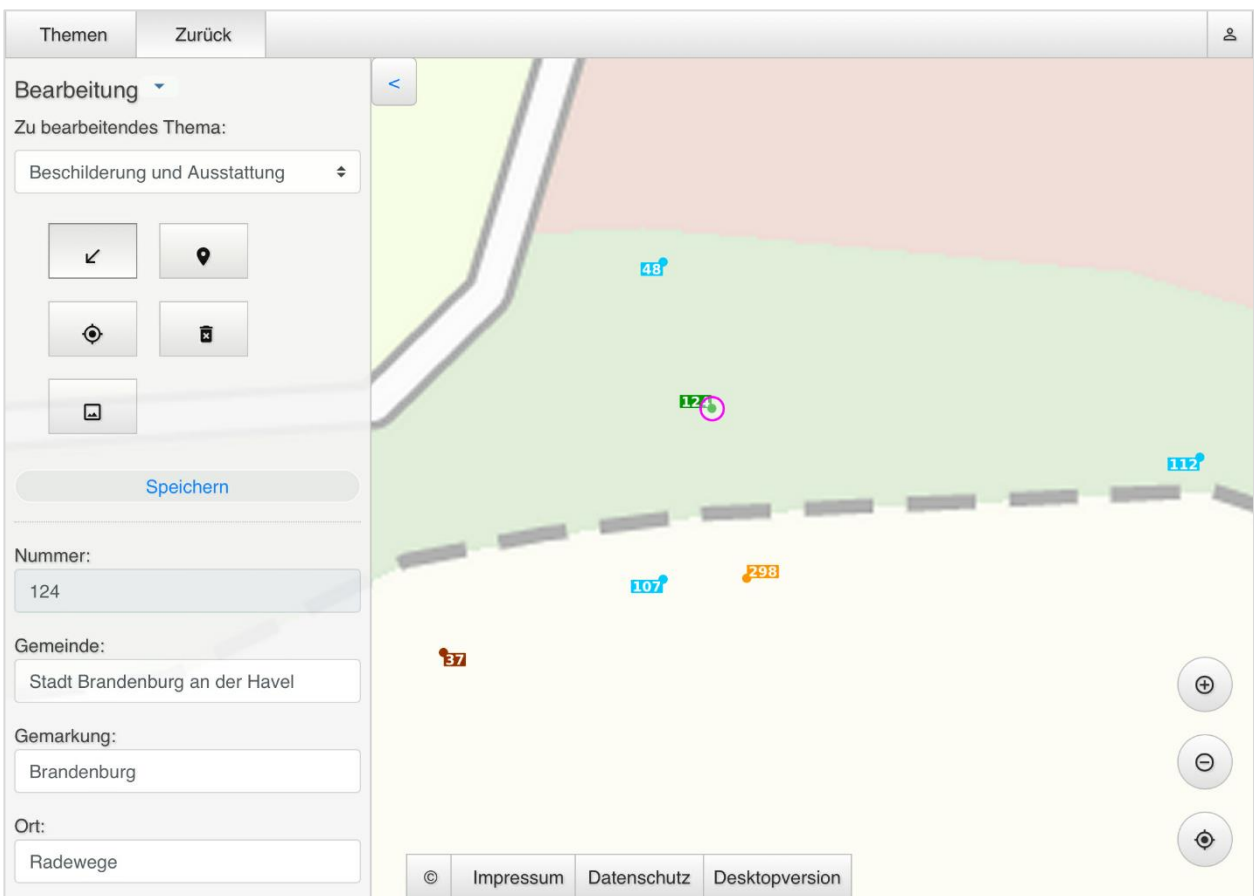 Themen
Zurück
Bearbeitung
Zu bearbeitendes Thema:
Beschilderung und Ausstattung
Speichern
Nummer:
124
Gemeinde:
Stadt Brandenburg an der Havel
Gemarkung:
Brandenburg
Ort:
Radewege
<
48
112
107
298
37
©
Impressum
Datenschutz
Desktopversion